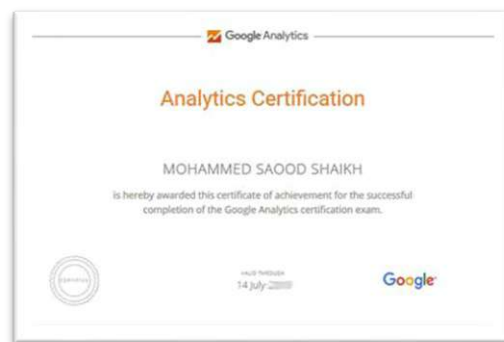 Google Analytics
Analytics Certification
MOHAMMED SAOOD SHAIKH
is hereby awarded this certificate of achievement for the successful
completion of the Google Analytics certification exam.
VALID THROUGH
14 July
Google